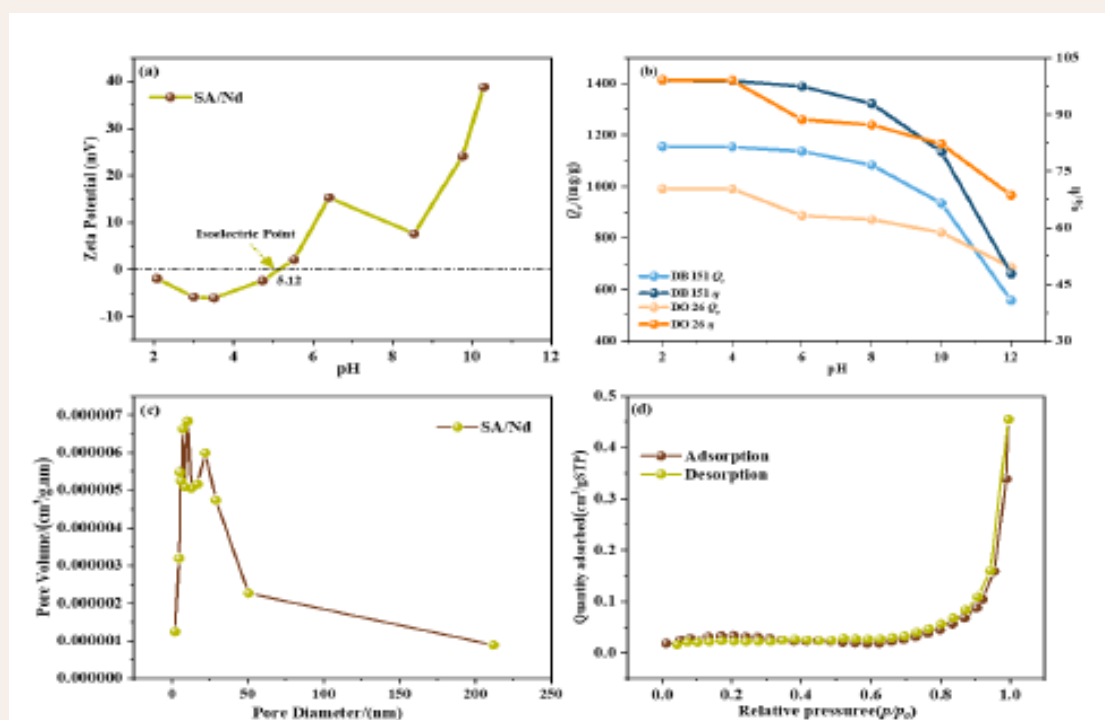 (a)
SA/Nd
Isoelectric Point
5.12
Zeta Potential (mV)
40
30
20
10
0
-10
2
4
6
8
10
12
pH
(b)
Qe/(mg/g)
1400
1200
1000
800
600
400
105
90
75
60
45
30
η/%
DB 151 Qe
DB 151 η
DO 26 Qe
DO 26 η
2
4
6
8
10
12
pH
(c)
SA/Nd
Pore Volume/(cm³/g.nm)
0.000007
0.000006
0.000005
0.000004
0.000003
0.000002
0.000001
0.000000
0
50
100
150
200
250
Pore Diameter/(nm)
(d)
Adsorption
Desorption
Quantity adsorbed(cm³/gSTP)
0.5
0.4
0.3
0.2
0.1
0.0
0.0
0.2
0.4
0.6
0.8
1.0
Relative pressuree(p/p₀)